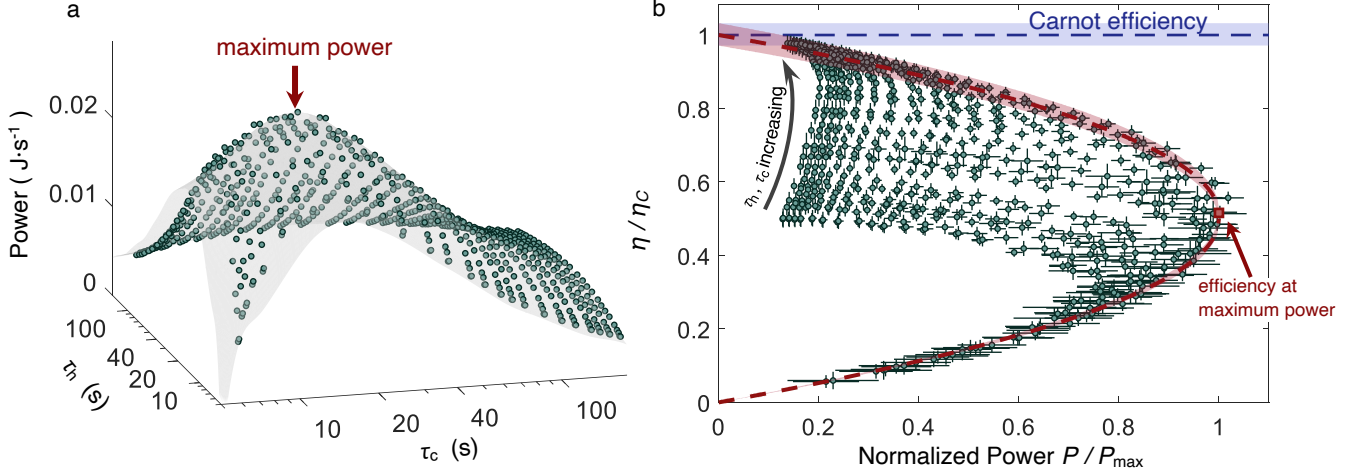 a
maximum power
Power ( J·s⁻¹)
0.02
0.01
0
100
40
20
10
τh (s)
10
20
40
100
τc (s)
b
Carnot efficiency
η / ηC
1
0.8
0.6
0.4
0.2
0
τh , τc increasing
efficiency at
maximum power
0
0.2
0.4
0.6
0.8
1
Normalized Power P / Pmax